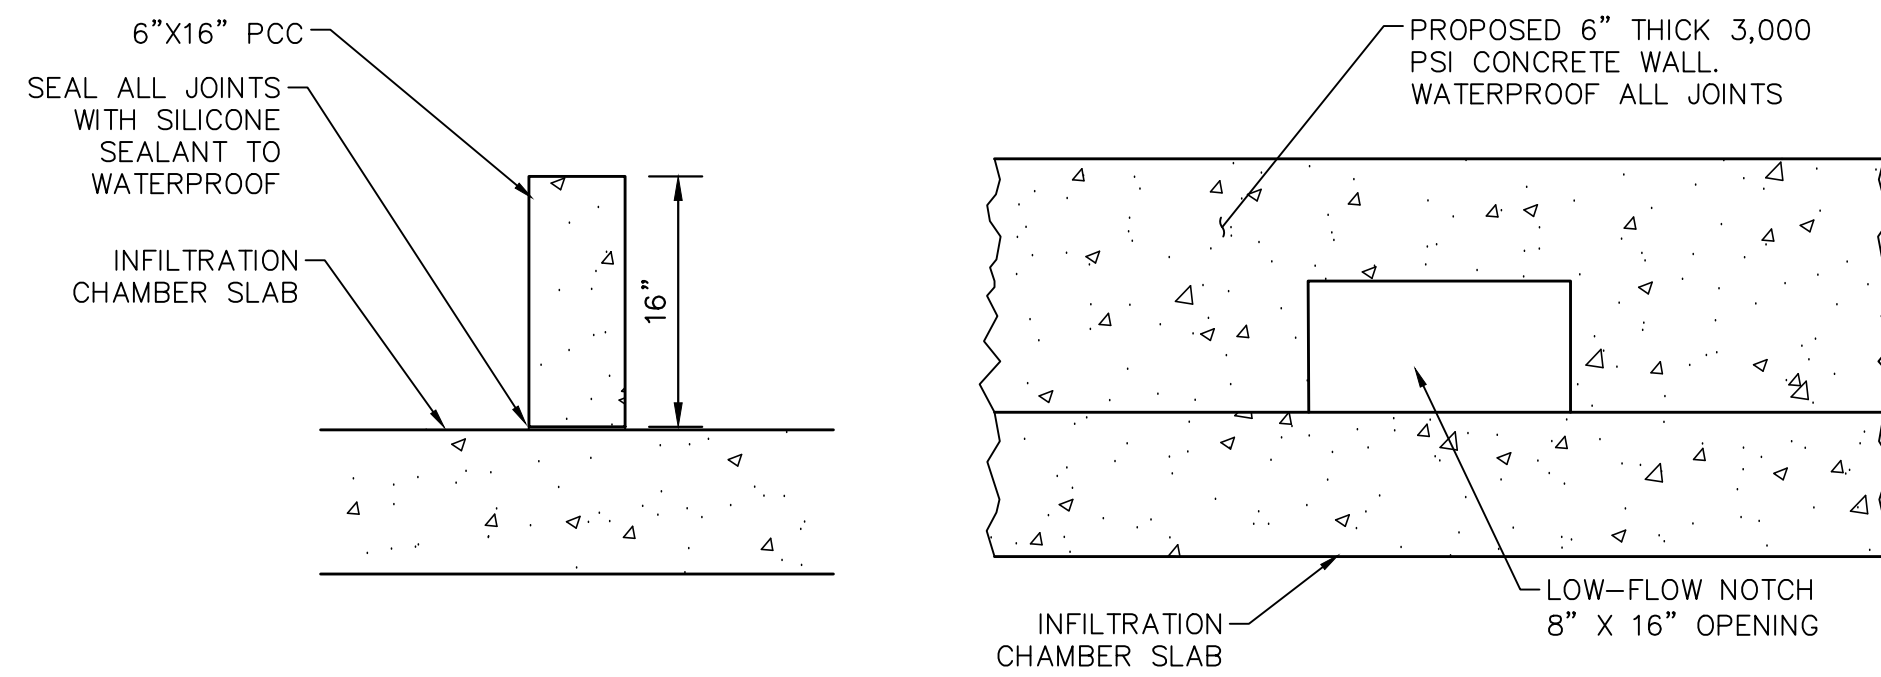 6”X16” PCC
SEAL ALL JOINTS
WITH SILICONE
SEALANT TO
WATERPROOF
INFILTRATION
CHAMBER SLAB
16”
PROPOSED 6” THICK 3,000
PSI CONCRETE WALL.
WATERPROOF ALL JOINTS
LOW–FLOW NOTCH
8” X 16” OPENING
INFILTRATION
CHAMBER SLAB